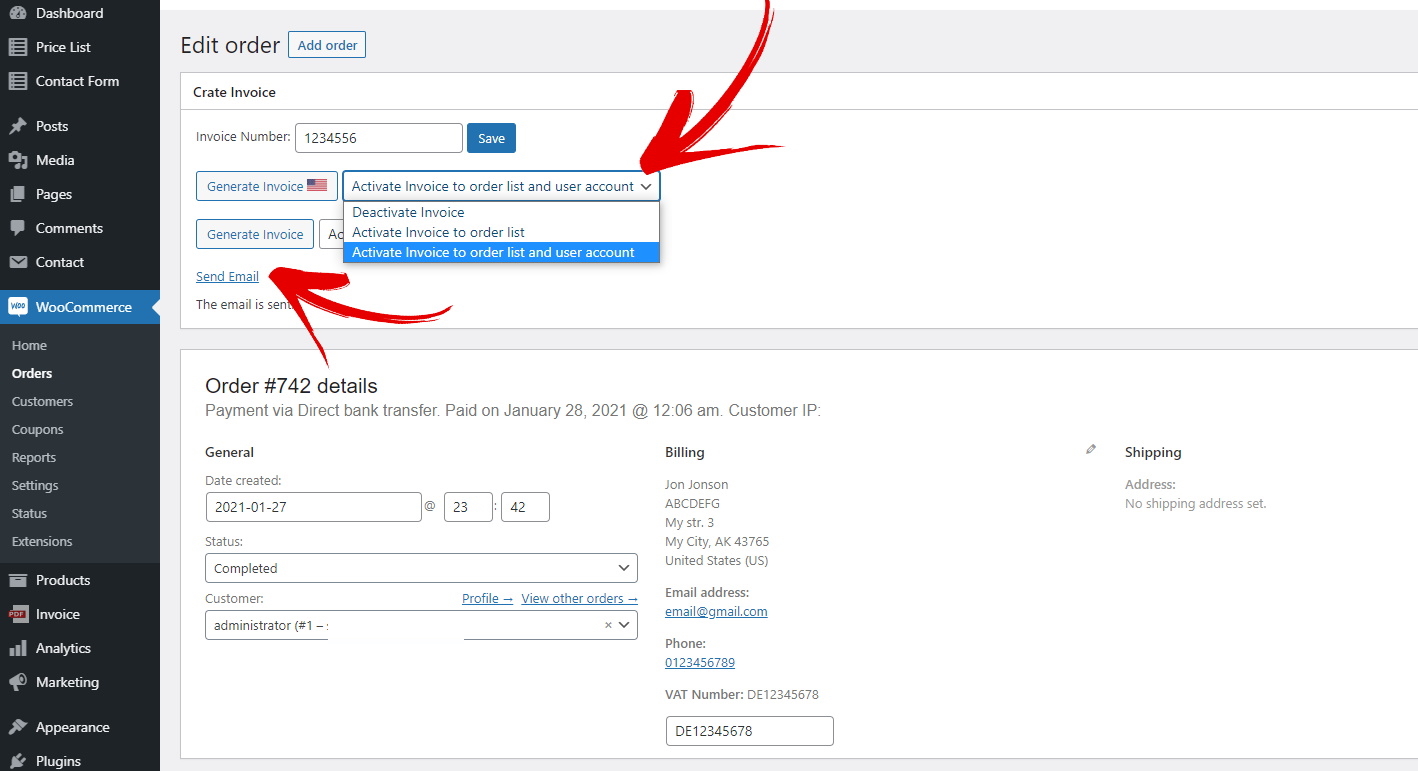 Dashboard
Price List
Contact Form
Posts
Media
Pages
Comments
Contact
WooCommerce
Home
Orders
Customers
Coupons
Reports
Settings
Status
Extensions
Products
PDF Invoice
Analytics
Marketing
Appearance
Plugins
Edit order Add order
Crate Invoice
Invoice Number: 1234556 Save
Generate Invoice Activate Invoice to order list and user account
Deactivate Invoice
Activate Invoice to order list
Activate Invoice to order list and user account
Generate Invoice Ac
Send Email
The email is sent
Order #742 details
Payment via Direct bank transfer. Paid on January 28, 2021 @ 12:06 am. Customer IP:
General
Date created:
2021-01-27 @ 23 : 42
Status:
Completed
Customer: Profile → View other orders →
administrator (#1 –
Billing
Jon Jonson
ABCDEFG
My str. 3
My City, AK 43765
United States (US)
Email address:
email@gmail.com
Phone:
0123456789
VAT Number: DE12345678
DE12345678
Shipping
Address:
No shipping address set.